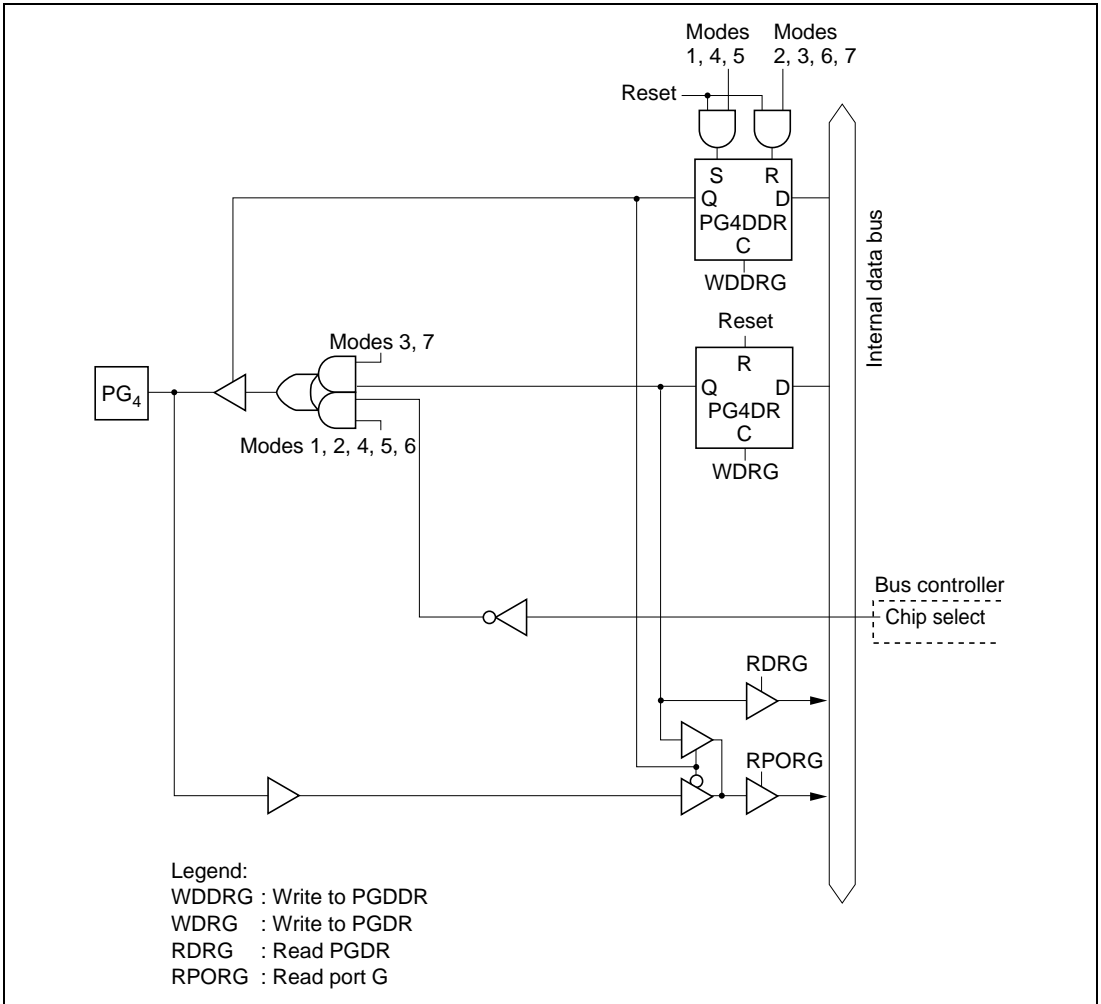 Modes
1, 4, 5
Modes
2, 3, 6, 7
Reset
S R
Q D
PG4DDR
C
WDDRG
Internal data bus
Reset
Modes 3, 7
R
Q D
PG4DR
C
WDRG
PG4
Modes 1, 2, 4, 5, 6
Bus controller
Chip select
RDRG
RPORG
Legend:
WDDRG : Write to PGDDR
WDRG : Write to PGDR
RDRG : Read PGDR
RPORG : Read port G